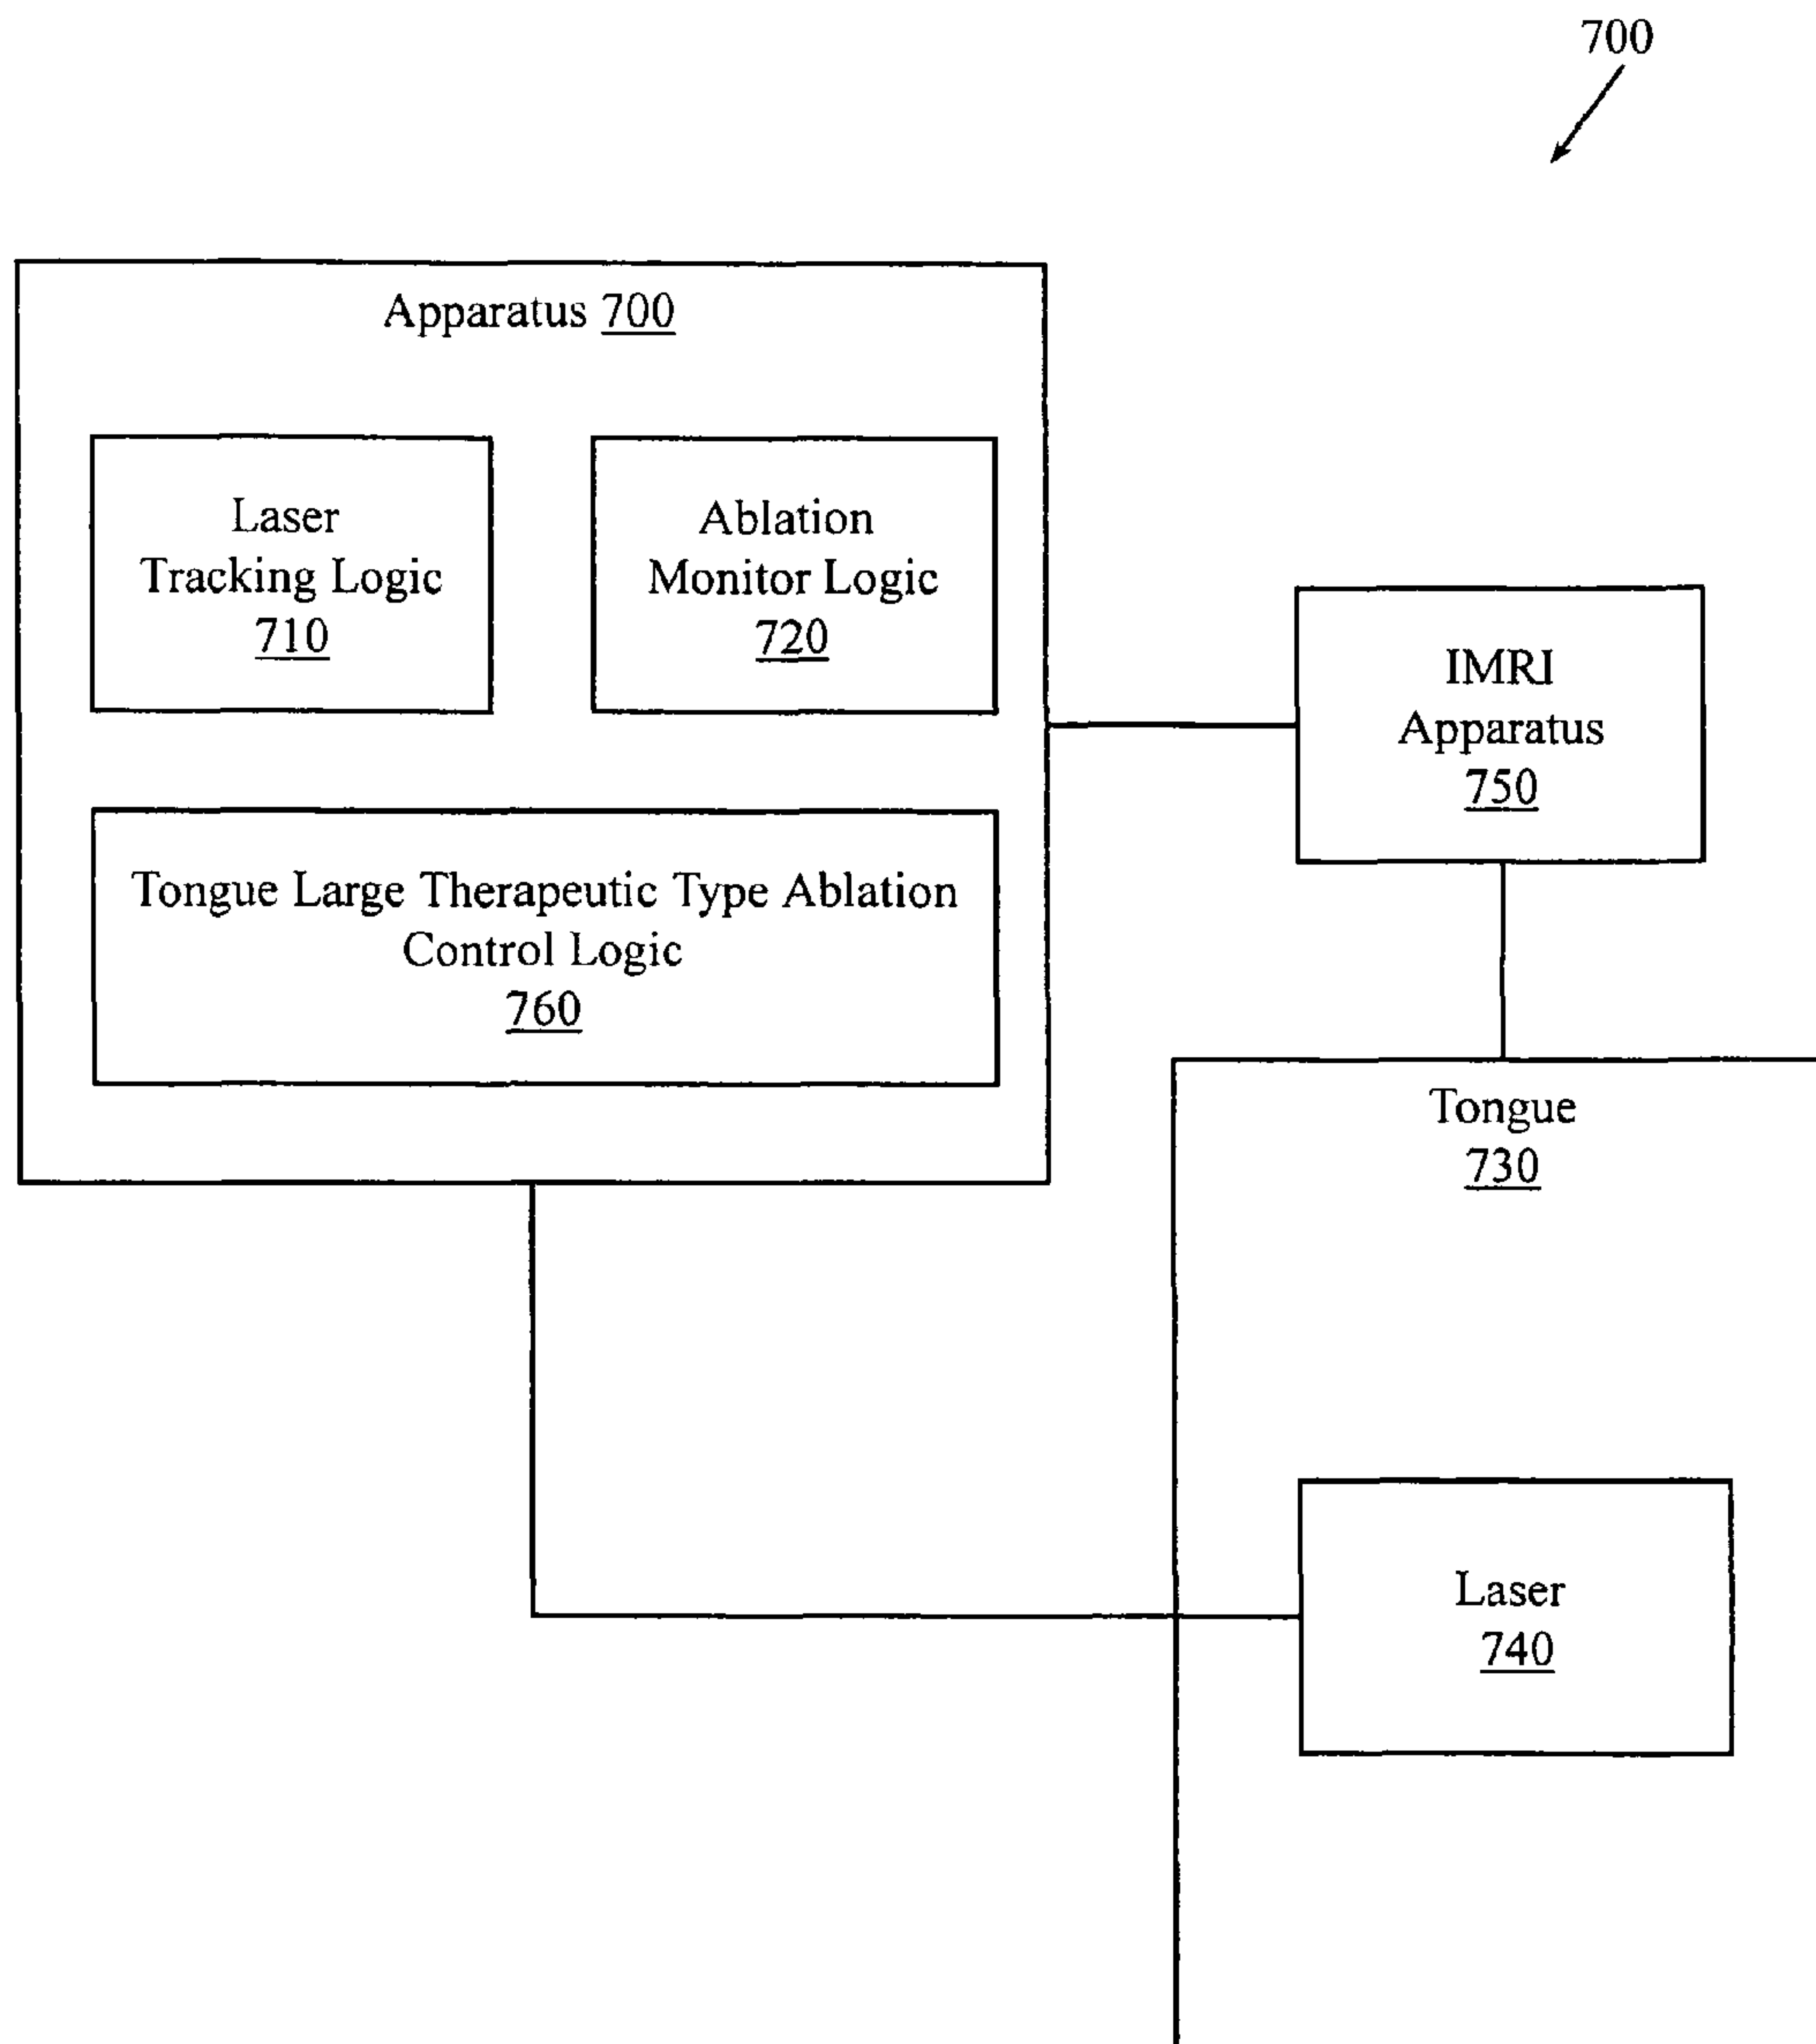 700
Apparatus 700
Laser
Tracking Logic
710
Ablation
Monitor Logic
720
Tongue Large Therapeutic Type Ablation
Control Logic
760
IMRI
Apparatus
750
Tongue
730
Laser
740